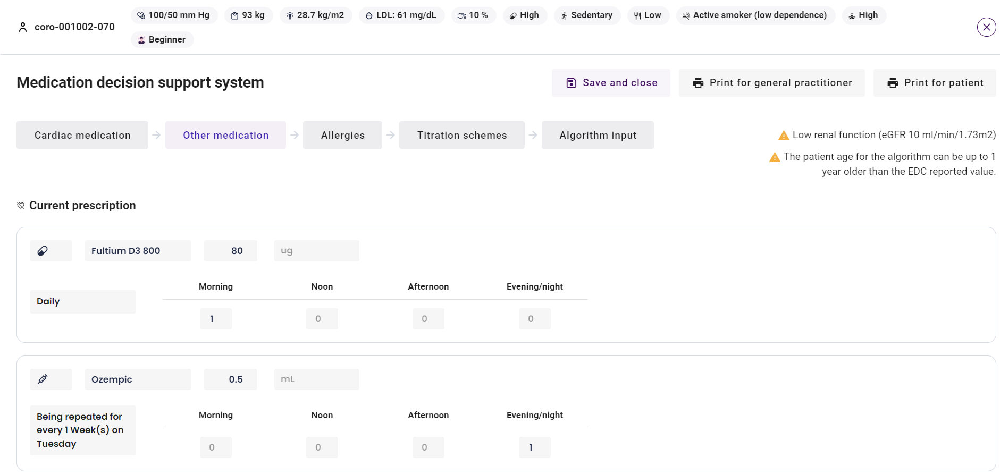 coro-001002-070
100/50 mm Hg
93 kg
28.7 kg/m2
LDL: 61 mg/dL
10 %
High
Sedentary
Low
Active smoker (low dependence)
High
Beginner
Medication decision support system
Save and close
Print for general practitioner
Print for patient
Cardiac medication
Other medication
Allergies
Titration schemes
Algorithm input
Low renal function (eGFR 10 ml/min/1.73m2)
The patient age for the algorithm can be up to 1
year older than the EDC reported value.
Current prescription
Fultium D3 800 80 ug
Morning Noon Afternoon Evening/night
Daily
1 0 0 0
Ozempic 0.5 mL
Morning Noon Afternoon Evening/night
Being repeated for
every 1 Week(s) on
Tuesday
0 0 0 1